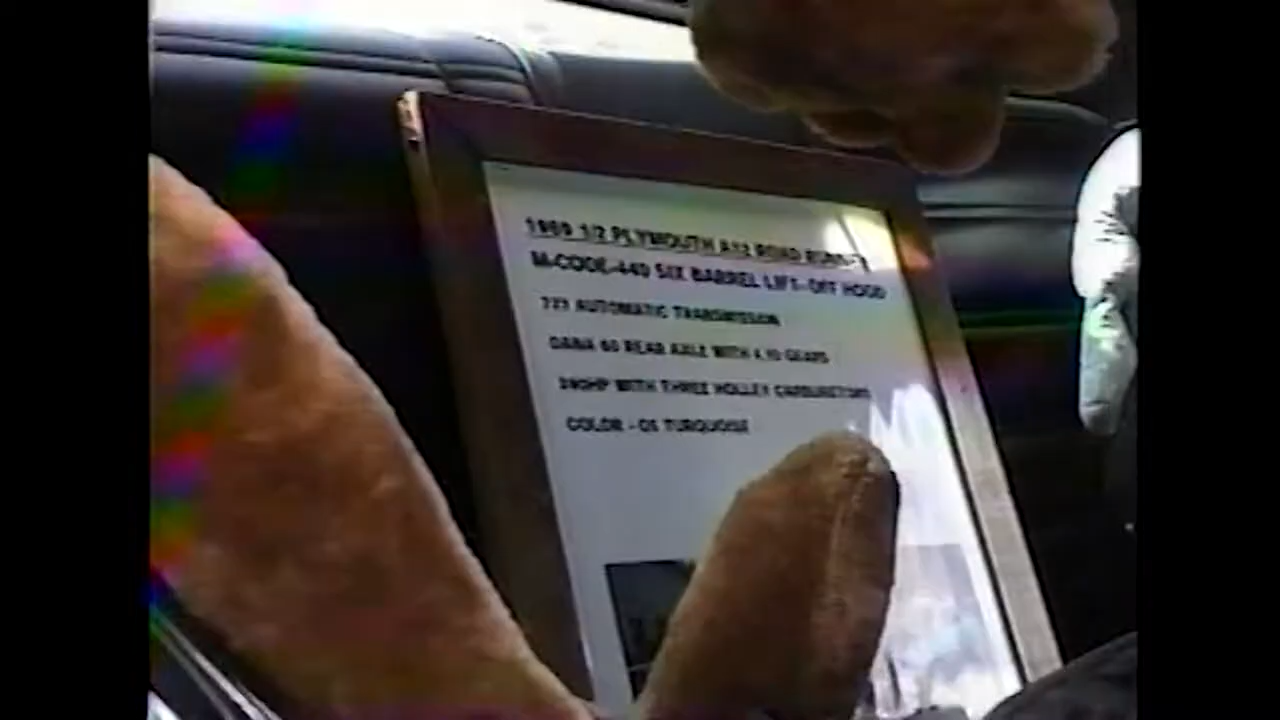 1969 1/2 PLYMOUTH A12 ROAD RUNNER
M-CODE-440 SIX BARREL LIFT-OFF HOOD
727 AUTOMATIC TRANSMISSION
DANA 60 REAR AXLE WITH 4.10 GEARS
390HP WITH THREE HOLLEY CARBURETORS
COLOR - Q5 TURQUOISE